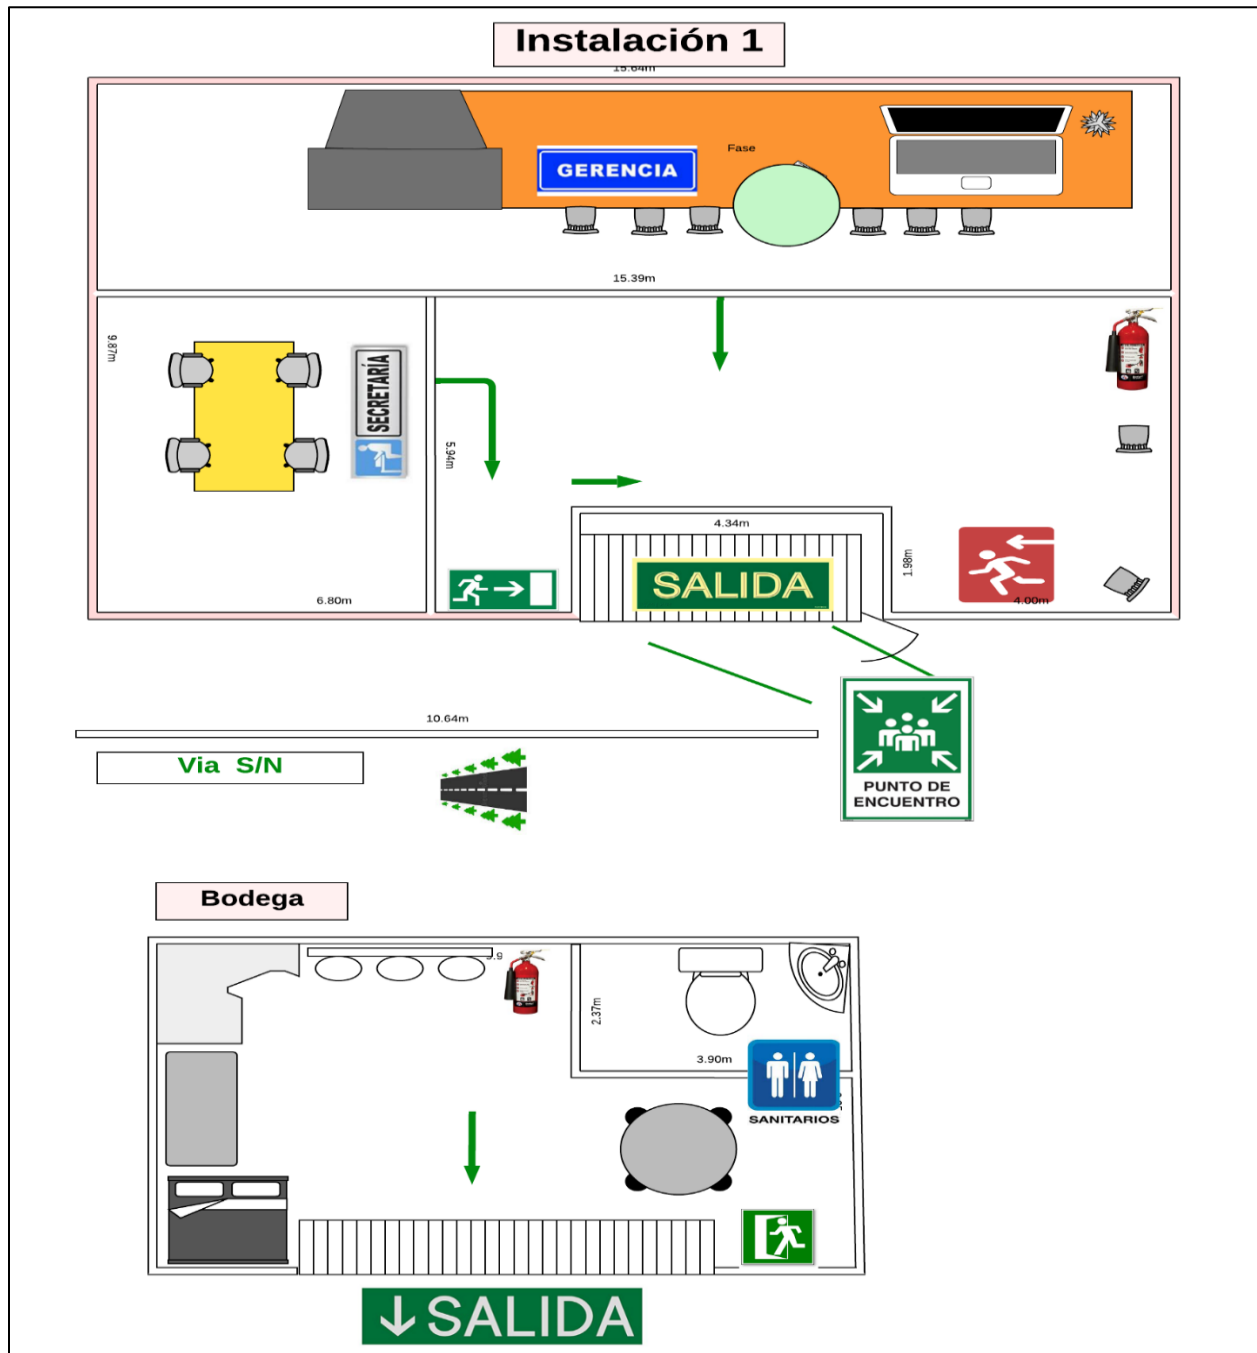 Instalación 1
15.64m
GERENCIA
Fase
15.39m
9.87m
SECRETARÍA
5.94m
4.34m
1.98m
SALIDA
6.80m
4.00m
10.64m
Via S/N
PUNTO DE
ENCUENTRO
Bodega
2.37m
3.90m
SANITARIOS
SALIDA